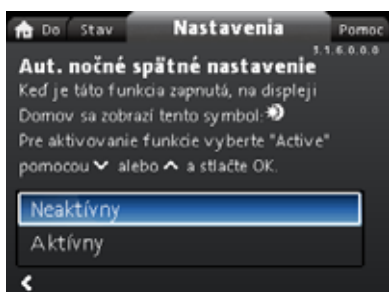 Do Stav Nastavenia Pomoc
3.1.6.0.0.0
Aut. nočné spätné nastavenie
Keď je táto funkcia zapnutá, na displeji
Domov sa zobrazí tento symbol:
Pre aktivovanie funkcie vyberte "Active"
pomocou alebo a stlačte OK.
Neaktívny
Aktívny